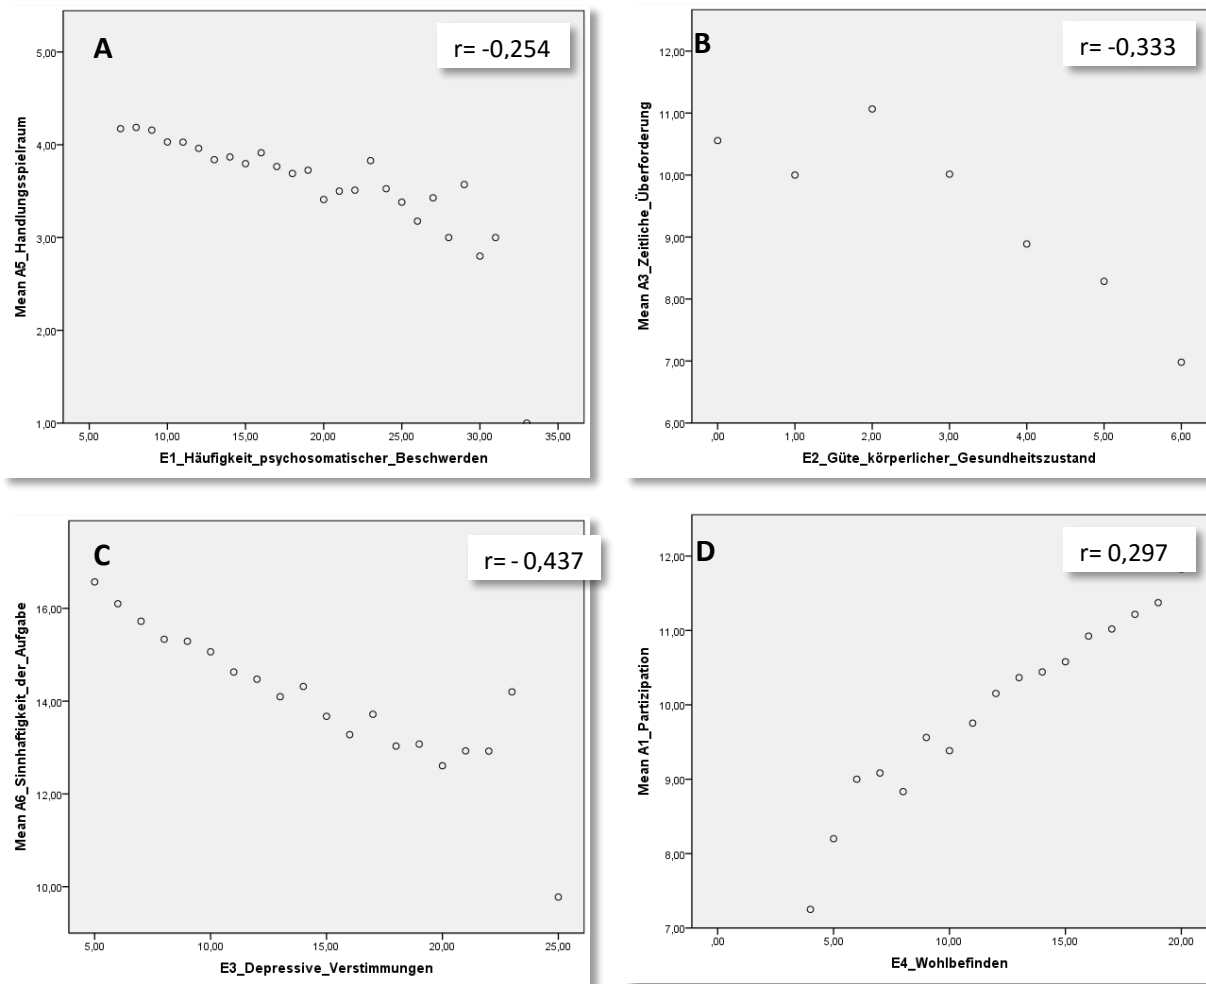 A
r= -0,254
Mean A5_Handlungsspielraum
5,00
4,00
3,00
2,00
1,00
5,00 10,00 15,00 20,00 25,00 30,00 35,00
E1_Häufigkeit_psychosomatischer_Beschwerden
B
r= -0,333
Mean A3_Zeitliche_Überforderung
12,00
11,00
10,00
9,00
8,00
7,00
6,00
,00 1,00 2,00 3,00 4,00 5,00 6,00
E2_Güte_körperlicher_Gesundheitszustand
C
r= - 0,437
Mean A6_Sinnhaftigkeit_der_Aufgabe
16,00
14,00
12,00
10,00
5,00 10,00 15,00 20,00 25,00
E3_Depressive_Verstimmungen
D
r= 0,297
Mean A1_Partizipation
12,00
11,00
10,00
9,00
8,00
7,00
,00 5,00 10,00 15,00 20,00
E4_Wohlbefinden